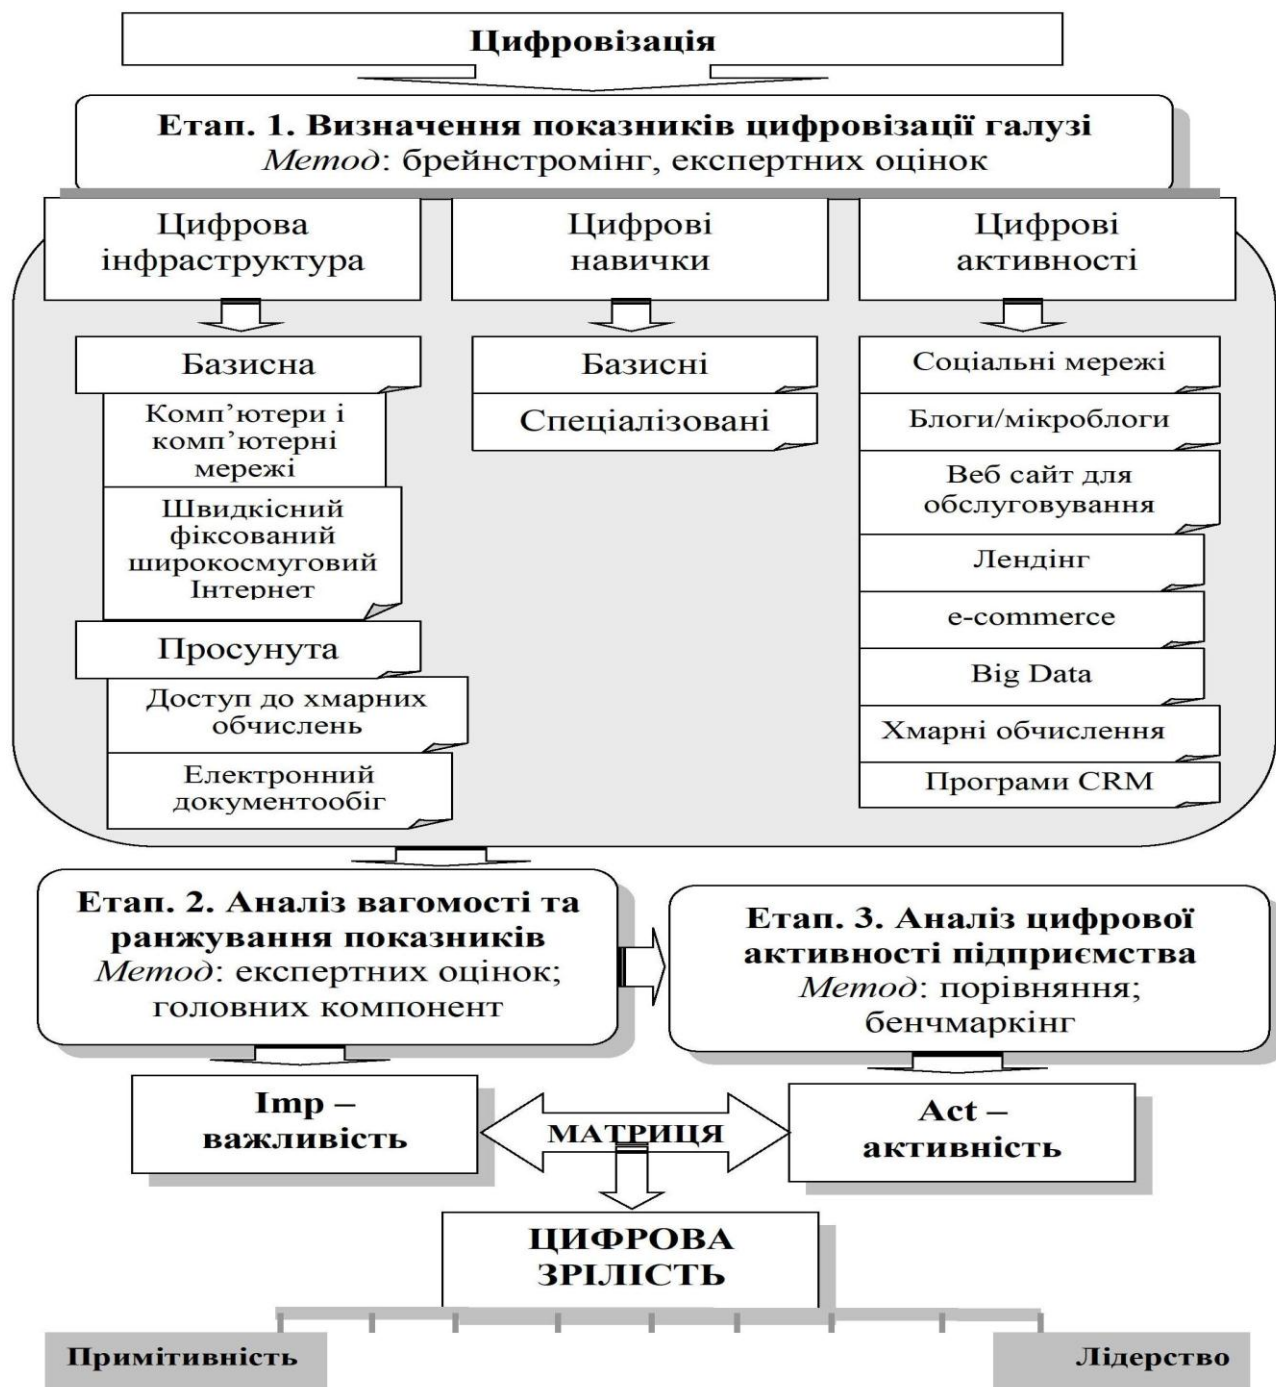 Цифровізація
Етап. 1. Визначення показників цифровізації галузі
Метод: брейнстромінг, експертних оцінок
Цифрова
інфраструктура
Цифрові
навички
Цифрові
активності
Базисна
Комп’ютери і
комп’ютерні
мережі
Швидкісний
фіксований
широкосмуговий
Інтернет
Просунута
Доступ до хмарних
обчислень
Електронний
документообіг
Базисні
Спеціалізовані
Соціальні мережі
Блоги/мікроблоги
Веб сайт для
обслуговування
Лендінг
e-commerce
Big Data
Хмарні обчислення
Програми CRM
Етап. 2. Аналіз вагомості та
ранжування показників
Метод: експертних оцінок;
головних компонент
Етап. 3. Аналіз цифрової
активності підприємства
Метод: порівняння;
бенчмаркінг
Imp –
важливість
МАТРИЦЯ
Act –
активність
ЦИФРОВА
ЗРІЛІСТЬ
Примітивність
Лідерство